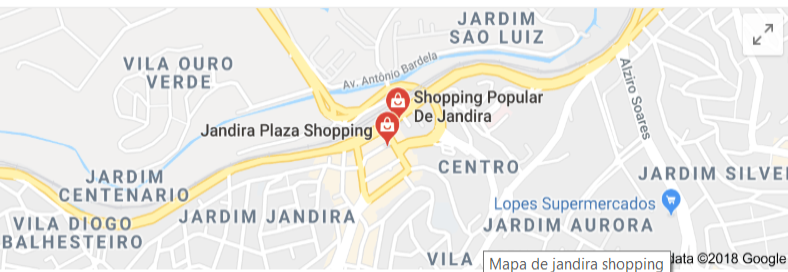 JARDIM
SAO LUIZ
VILA OURO
VERDE
Av. Antônio Bardela
Alziro Soares
Shopping Popular
De Jandira
Jandira Plaza Shopping
CENTRO
JARDIM
CENTENARIO
JARDIM SILVE
Lopes Supermercados
JARDIM JANDIRA
JARDIM AURORA
VILA DIOGO
BALHESTEIRO
VILA
Mapa de jandira shopping
data ©2018 Google